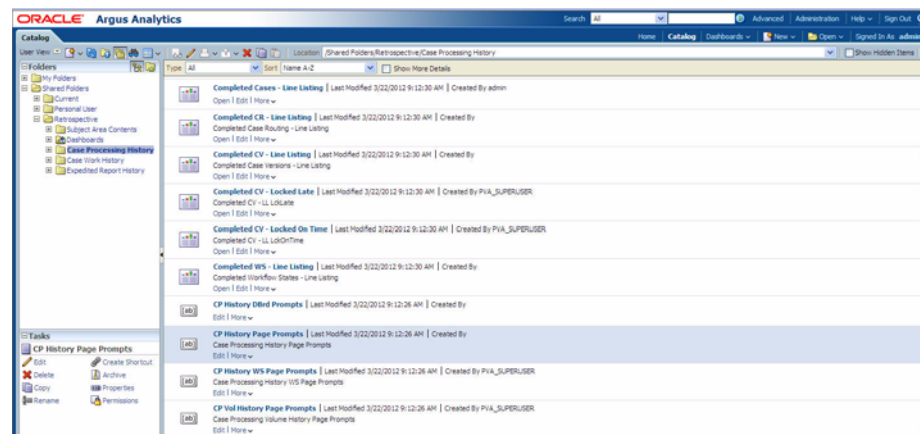 ORACLE Argus Analytics
Search All Advanced Administration Help Sign Out
Catalog
Home Catalog Dashboards New Open Signed In As admin
User View Location /Shared Folders/Retrospective/Case Processing History Show Hidden Items
Folders
My Folders
Shared Folders
Current
Personal User
Retrospective
Subject Area Contents
Dashboards
Case Processing History
Case Work History
Expedited Report History
Type All Sort Name A-Z Show More Details
Completed Cases - Line Listing | Last Modified 3/22/2012 9:12:30 AM | Created By admin
Open | Edit | More
Completed CR - Line Listing | Last Modified 3/22/2012 9:12:30 AM | Created By
Completed Case Routing - Line Listing
Open | Edit | More
Completed CV - Line Listing | Last Modified 3/22/2012 9:12:30 AM | Created By
Completed Case Versions - Line Listing
Open | Edit | More
Completed CV - Locked Late | Last Modified 3/22/2012 9:12:30 AM | Created By PVA_SUPERUSER
Completed CV - LL LckLate
Open | Edit | More
Completed CV - Locked On Time | Last Modified 3/22/2012 9:12:30 AM | Created By PVA_SUPERUSER
Completed CV - LL LckOnTime
Open | Edit | More
Completed WS - Line Listing | Last Modified 3/22/2012 9:12:30 AM | Created By
Completed Workflow States - Line Listing
Open | Edit | More
CP History DBrd Prompts | Last Modified 3/22/2012 9:12:26 AM | Created By
Edit | More
CP History Page Prompts | Last Modified 3/22/2012 9:12:26 AM | Created By
Case Processing History Page Prompts
Edit | More
CP History WS Page Prompts | Last Modified 3/22/2012 9:12:26 AM | Created By PVA_SUPERUSER
Case Processing History WS Page Prompts
Edit | More
CP Vol History Page Prompts | Last Modified 3/22/2012 9:12:26 AM | Created By PVA_SUPERUSER
Case Processing Volume History Page Prompts
Edit | More
Tasks
CP History Page Prompts
Edit Create Shortcut
Delete Archive
Copy Properties
Rename Permissions